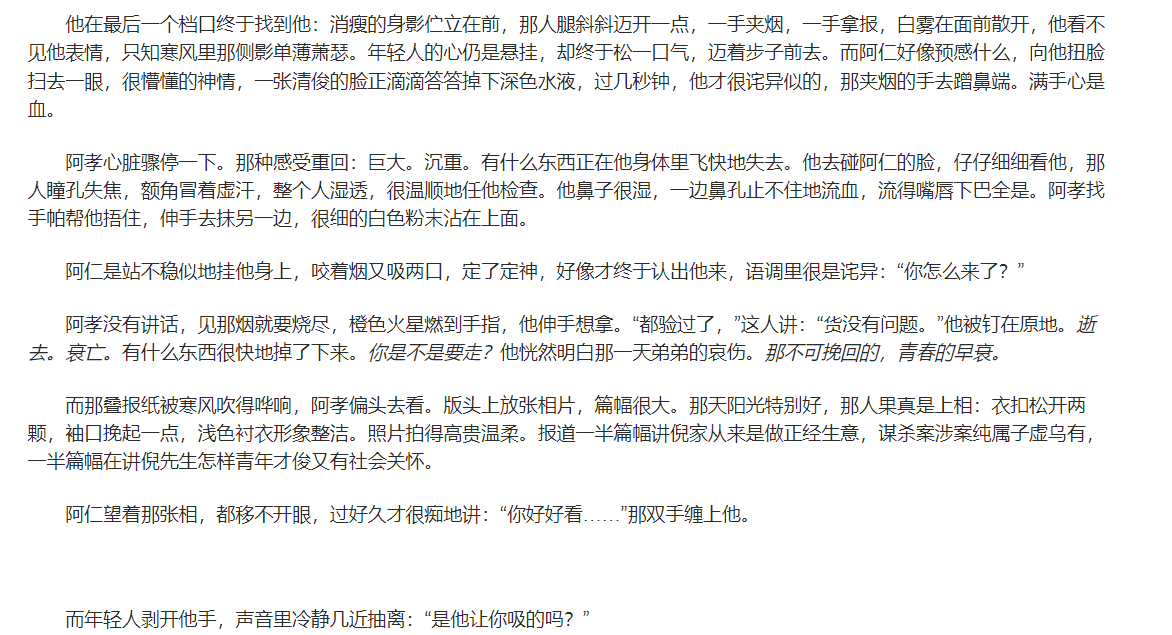 他在最后一个档口终于找到他：消瘦的身影伫立在前，那人腿斜斜迈开一点，一手夹烟，一手拿报，白雾在面前散开，他看不
见他表情，只知寒风里那侧影单薄萧瑟。年轻人的心仍是悬挂，却终于松一口气，迈着步子前去。而阿仁好像预感什么，向他扭脸
扫去一眼，很懵懂的神情，一张清俊的脸正滴滴答答掉下深色水液，过几秒钟，他才很诧异似的，那夹烟的手去蹭鼻端。满手心是
血。
阿孝心脏骤停一下。那种感受重回：巨大。沉重。有什么东西正在他身体里飞快地失去。他去碰阿仁的脸，仔仔细细看他，那
人瞳孔失焦，额角冒着虚汗，整个人湿透，很温顺地任他检查。他鼻子很湿，一边鼻孔止不住地流血，流得嘴唇下巴全是。阿孝找
手帕帮他捂住，伸手去抹另一边，很细的白色粉末沾在上面。
阿仁是站不稳似地挂他身上，咬着烟又吸两口，定了定神，好像才终于认出他来，语调里很是诧异：“你怎么来了？”
阿孝没有讲话，见那烟就要烧尽，橙色火星燃到手指，他伸手想拿。“都验过了，”这人讲：“货没有问题。”他被钉在原地。逝
去。衰亡。有什么东西很快地掉了下来。你是不是要走？他恍然明白那一天弟弟的哀伤。那不可挽回的，青春的早衰。
而那叠报纸被寒风吹得哗响，阿孝偏头去看。版头上放张相片，篇幅很大。那天阳光特别好，那人果真是上相：衣扣松开两
颗，袖口挽起一点，浅色衬衣形象整洁。照片拍得高贵温柔。报道一半篇幅讲倪家从来是做正经生意，谋杀案涉案纯属子虚乌有，
一半篇幅在讲倪先生怎样青年才俊又有社会关怀。
阿仁望着那张相，都移不开眼，过好久才很痴地讲：“你好好看……”那双手缠上他。
而年轻人剥开他手，声音里冷静几近抽离：“是他让你吸的吗？”